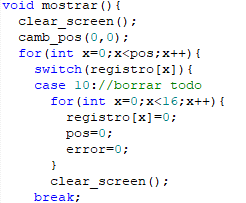 void mostrar(){
clear_screen();
camb_pos(0,0);
for(int x=0;x<pos;x++){
switch(registro[x]){
case 10://borrar todo
for(int x=0;x<16;x++){
registro[x]=0;
pos=0;
error=0;
}
clear_screen();
break;